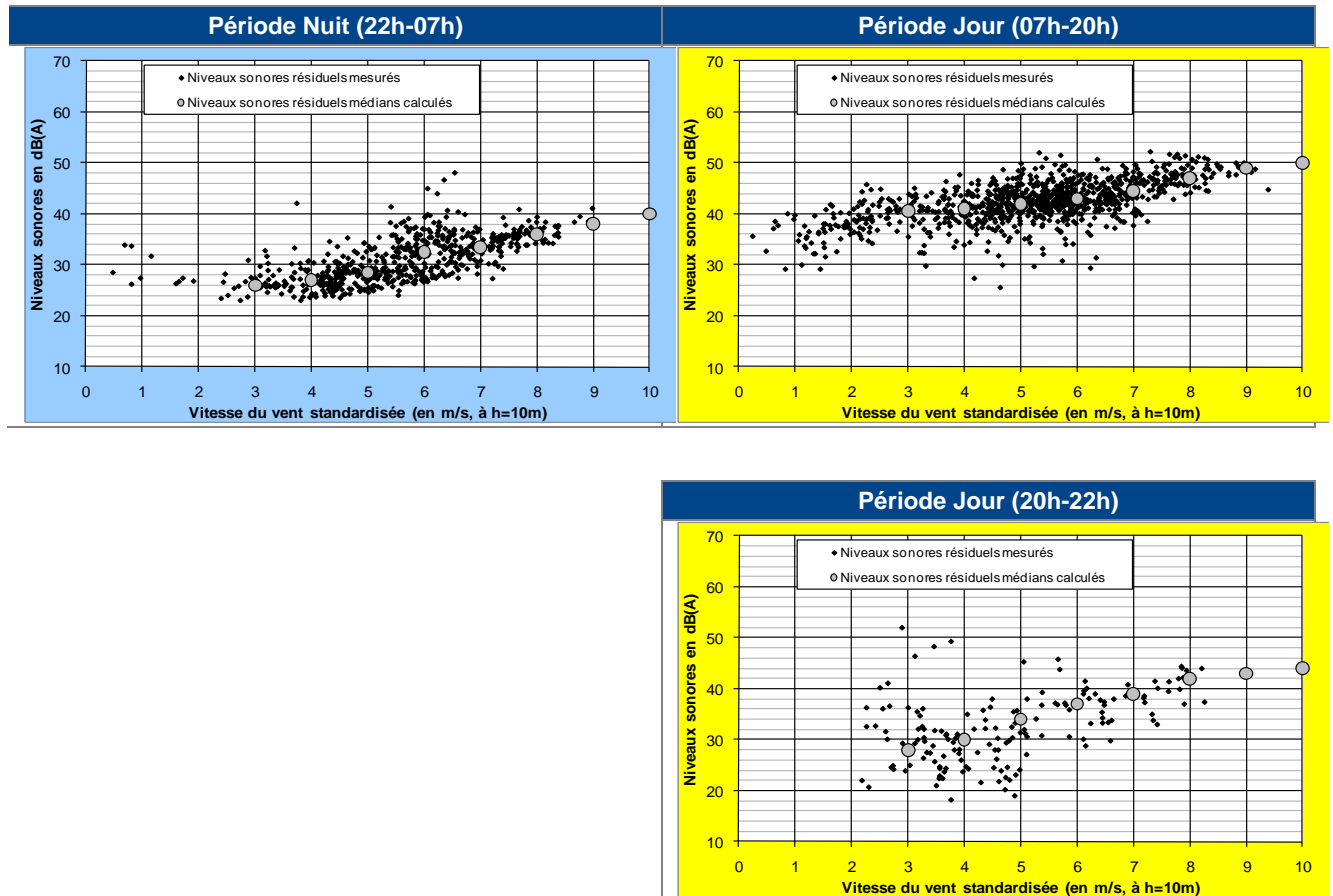 Période Nuit (22h-07h)
Niveaux sonores en dB(A)
70
60
50
40
30
20
10
Niveaux sonores résiduels mesurés
Niveaux sonores résiduels médians calculés
0 1 2 3 4 5 6 7 8 9 10
Vitesse du vent standardisée (en m/s, à h=10m)
Période Jour (07h-20h)
Niveaux sonores en dB(A)
70
60
50
40
30
20
10
Niveaux sonores résiduels mesurés
Niveaux sonores résiduels médians calculés
0 1 2 3 4 5 6 7 8 9 10
Vitesse du vent standardisée (en m/s, à h=10m)
Période Jour (20h-22h)
Niveaux sonores en dB(A)
70
60
50
40
30
20
10
Niveaux sonores résiduels mesurés
Niveaux sonores résiduels médians calculés
0 1 2 3 4 5 6 7 8 9 10
Vitesse du vent standardisée (en m/s, à h=10m)